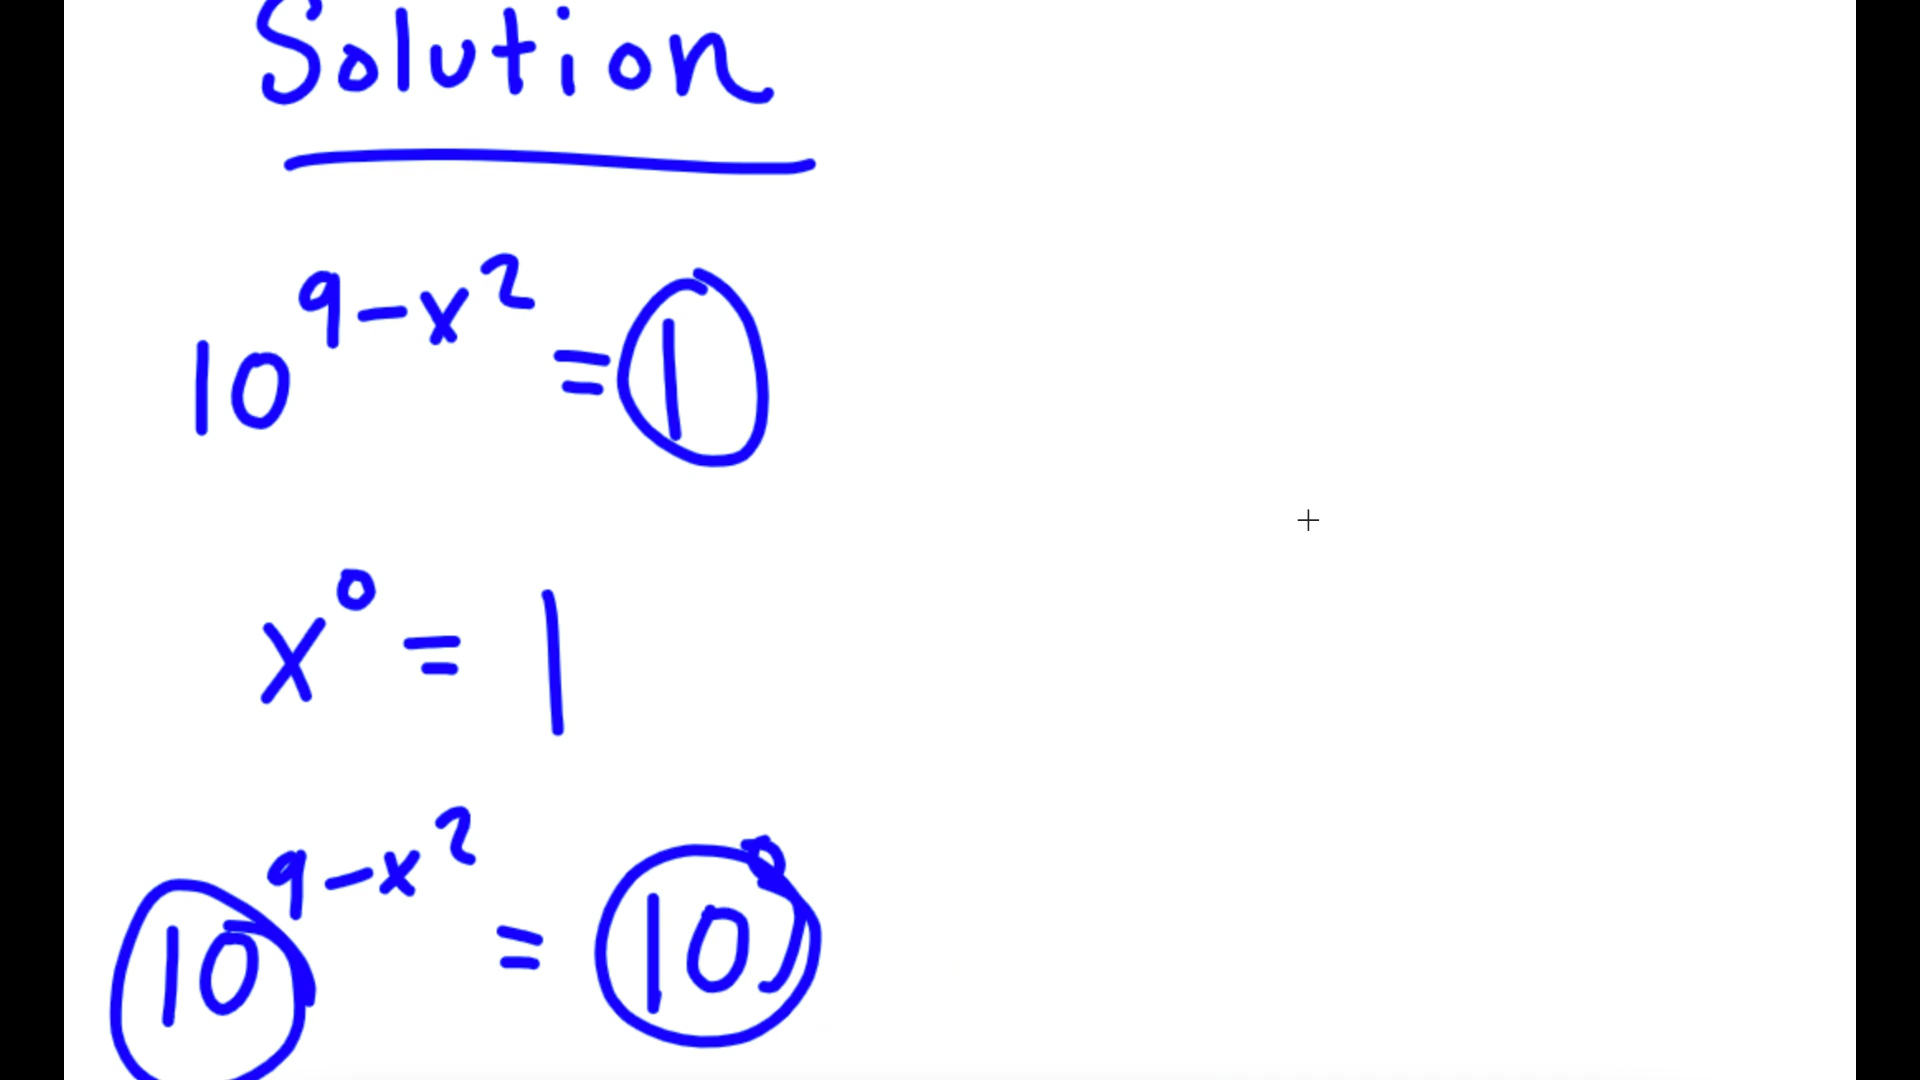 Solution
10^{9-x^2} = 1
x^0 = 1
10^{9-x^2} = 10^0